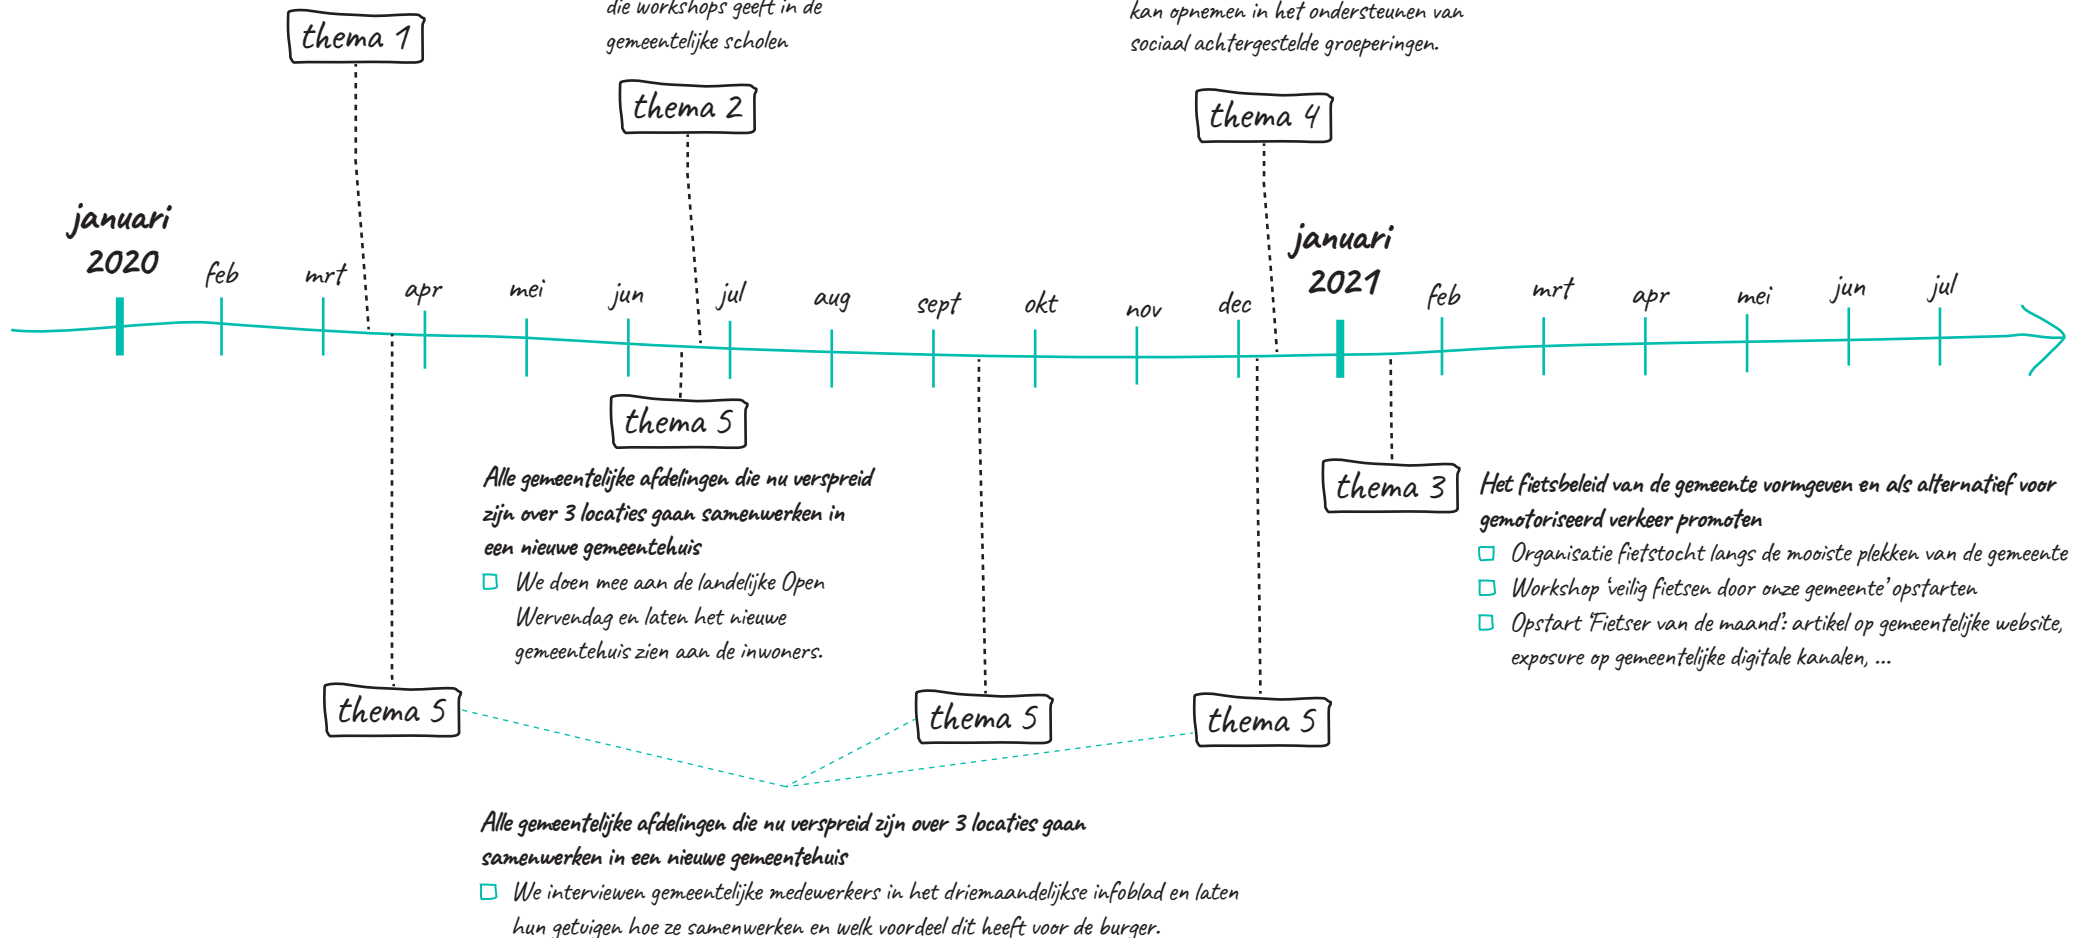 die workshops geeft in de
gemeentelijke scholen
kan opnemen in het ondersteunen van
sociaal achtergestelde groeperingen.
thema 1
thema 2
thema 4
januari
2020
feb
mrt
apr
mei
jun
jul
aug
sept
okt
nov
dec
januari
2021
feb
mrt
apr
mei
jun
jul
thema 5
Alle gemeentelijke afdelingen die nu verspreid
zijn over 3 locaties gaan samenwerken in
een nieuwe gemeentehuis
We doen mee aan de landelijke Open
Wervendag en laten het nieuwe
gemeentehuis zien aan de inwoners.
thema 3
Het fietsbeleid van de gemeente vormgeven en als alternatief voor
gemotoriseerd verkeer promoten
Organisatie fietstocht langs de mooiste plekken van de gemeente
Workshop ‘veilig fietsen door onze gemeente’ opstarten
Opstart ‘Fietser van de maand’: artikel op gemeentelijke website,
exposure op gemeentelijke digitale kanalen, ...
thema 5
thema 5
thema 5
Alle gemeentelijke afdelingen die nu verspreid zijn over 3 locaties gaan
samenwerken in een nieuwe gemeentehuis
We interviewen gemeentelijke medewerkers in het driemaandelijkse infoblad en laten
hun getuigen hoe ze samenwerken en welk voordeel dit heeft voor de burger.